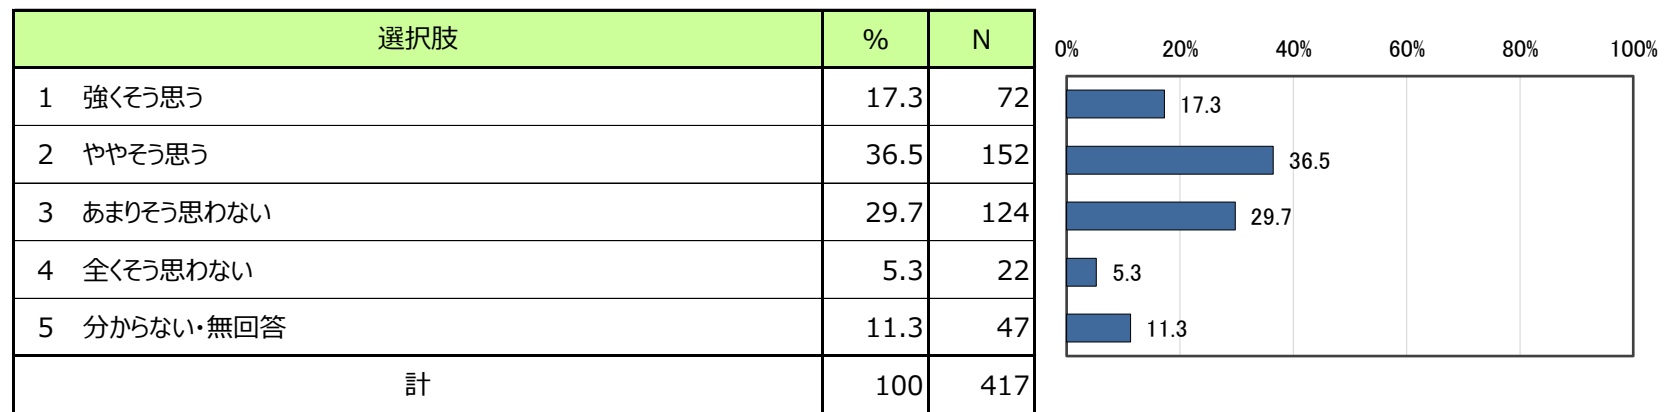 選択肢 % N
1 強くそう思う 17.3 72
2 ややそう思う 36.5 152
3 あまりそう思わない 29.7 124
4 全くそう思わない 5.3 22
5 分からない・無回答 11.3 47
計 100 417
0% 20% 40% 60% 80% 100%
17.3
36.5
29.7
5.3
11.3